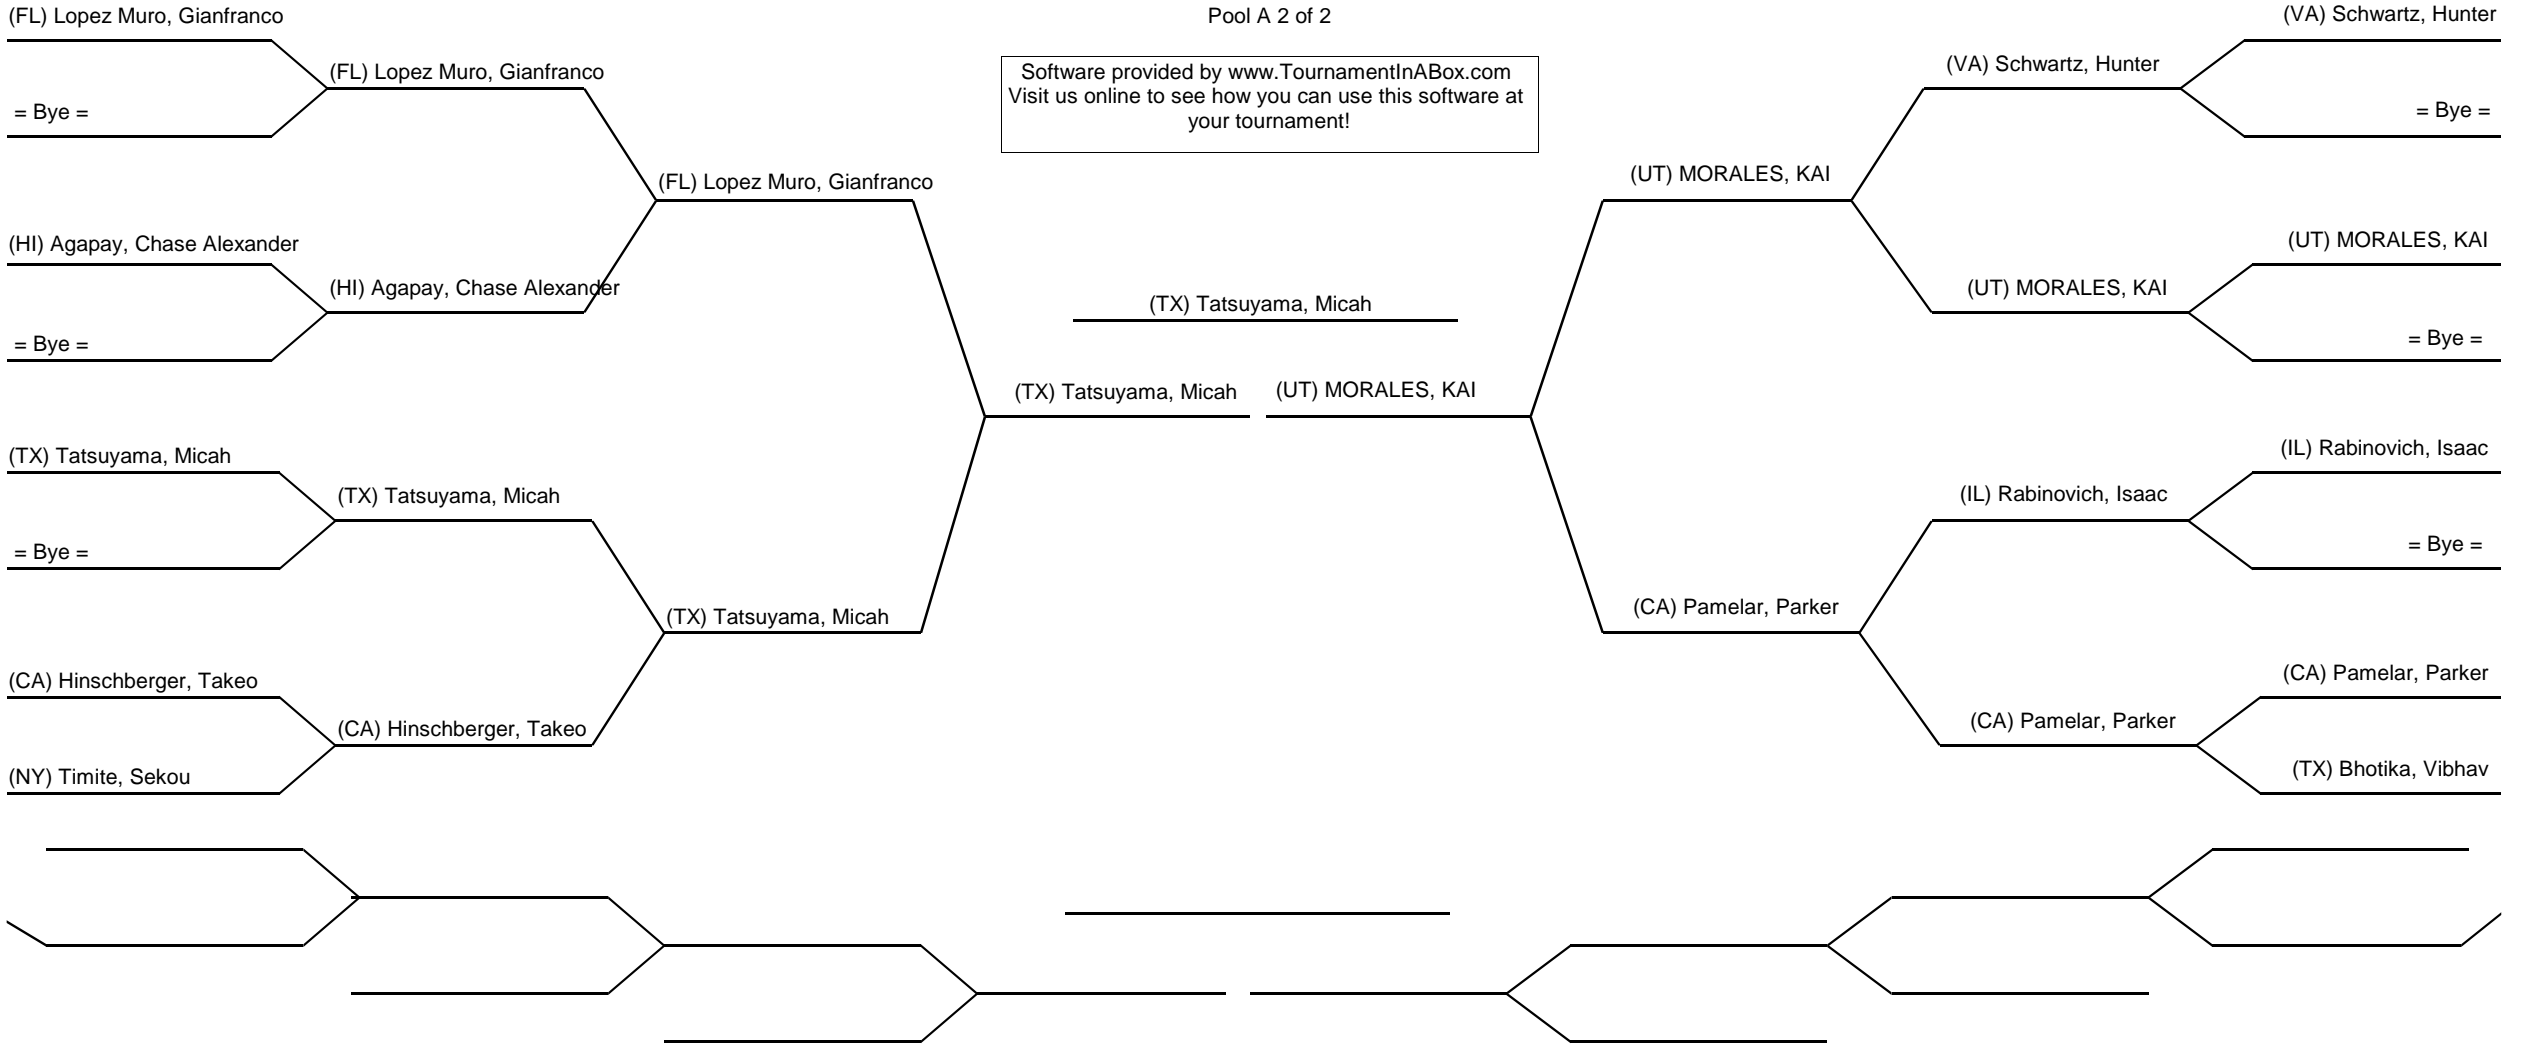 (FL) Lopez Muro, Gianfranco
Pool A 2 of 2
(VA) Schwartz, Hunter
(FL) Lopez Muro, Gianfranco
Software provided by www.TournamentInABox.com
Visit us online to see how you can use this software at
your tournament!
(VA) Schwartz, Hunter
= Bye =
= Bye =
(FL) Lopez Muro, Gianfranco
(UT) MORALES, KAI
(HI) Agapay, Chase Alexander
(UT) MORALES, KAI
(HI) Agapay, Chase Alexander
(TX) Tatsuyama, Micah
(UT) MORALES, KAI
= Bye =
= Bye =
(TX) Tatsuyama, Micah
(UT) MORALES, KAI
(TX) Tatsuyama, Micah
(IL) Rabinovich, Isaac
(TX) Tatsuyama, Micah
(IL) Rabinovich, Isaac
= Bye =
= Bye =
(TX) Tatsuyama, Micah
(CA) Pamelar, Parker
(CA) Hinschberger, Takeo
(CA) Pamelar, Parker
(CA) Hinschberger, Takeo
(CA) Pamelar, Parker
(NY) Timite, Sekou
(TX) Bhotika, Vibhav